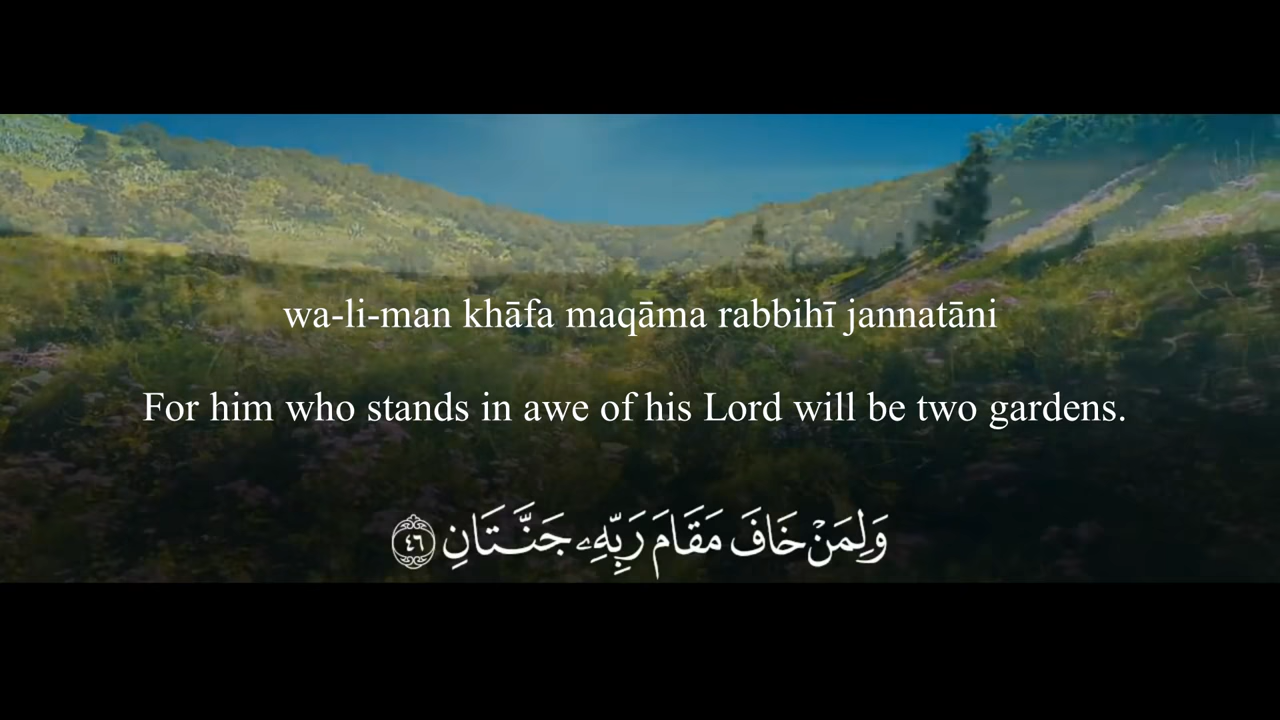 wa-li-man khāfa maqāma rabbihī jannatāni
For him who stands in awe of his Lord will be two gardens.
وَلِمَنْ خَافَ مَقَامَ رَبِّهِۦ جَنَّتَانِ ٤٦